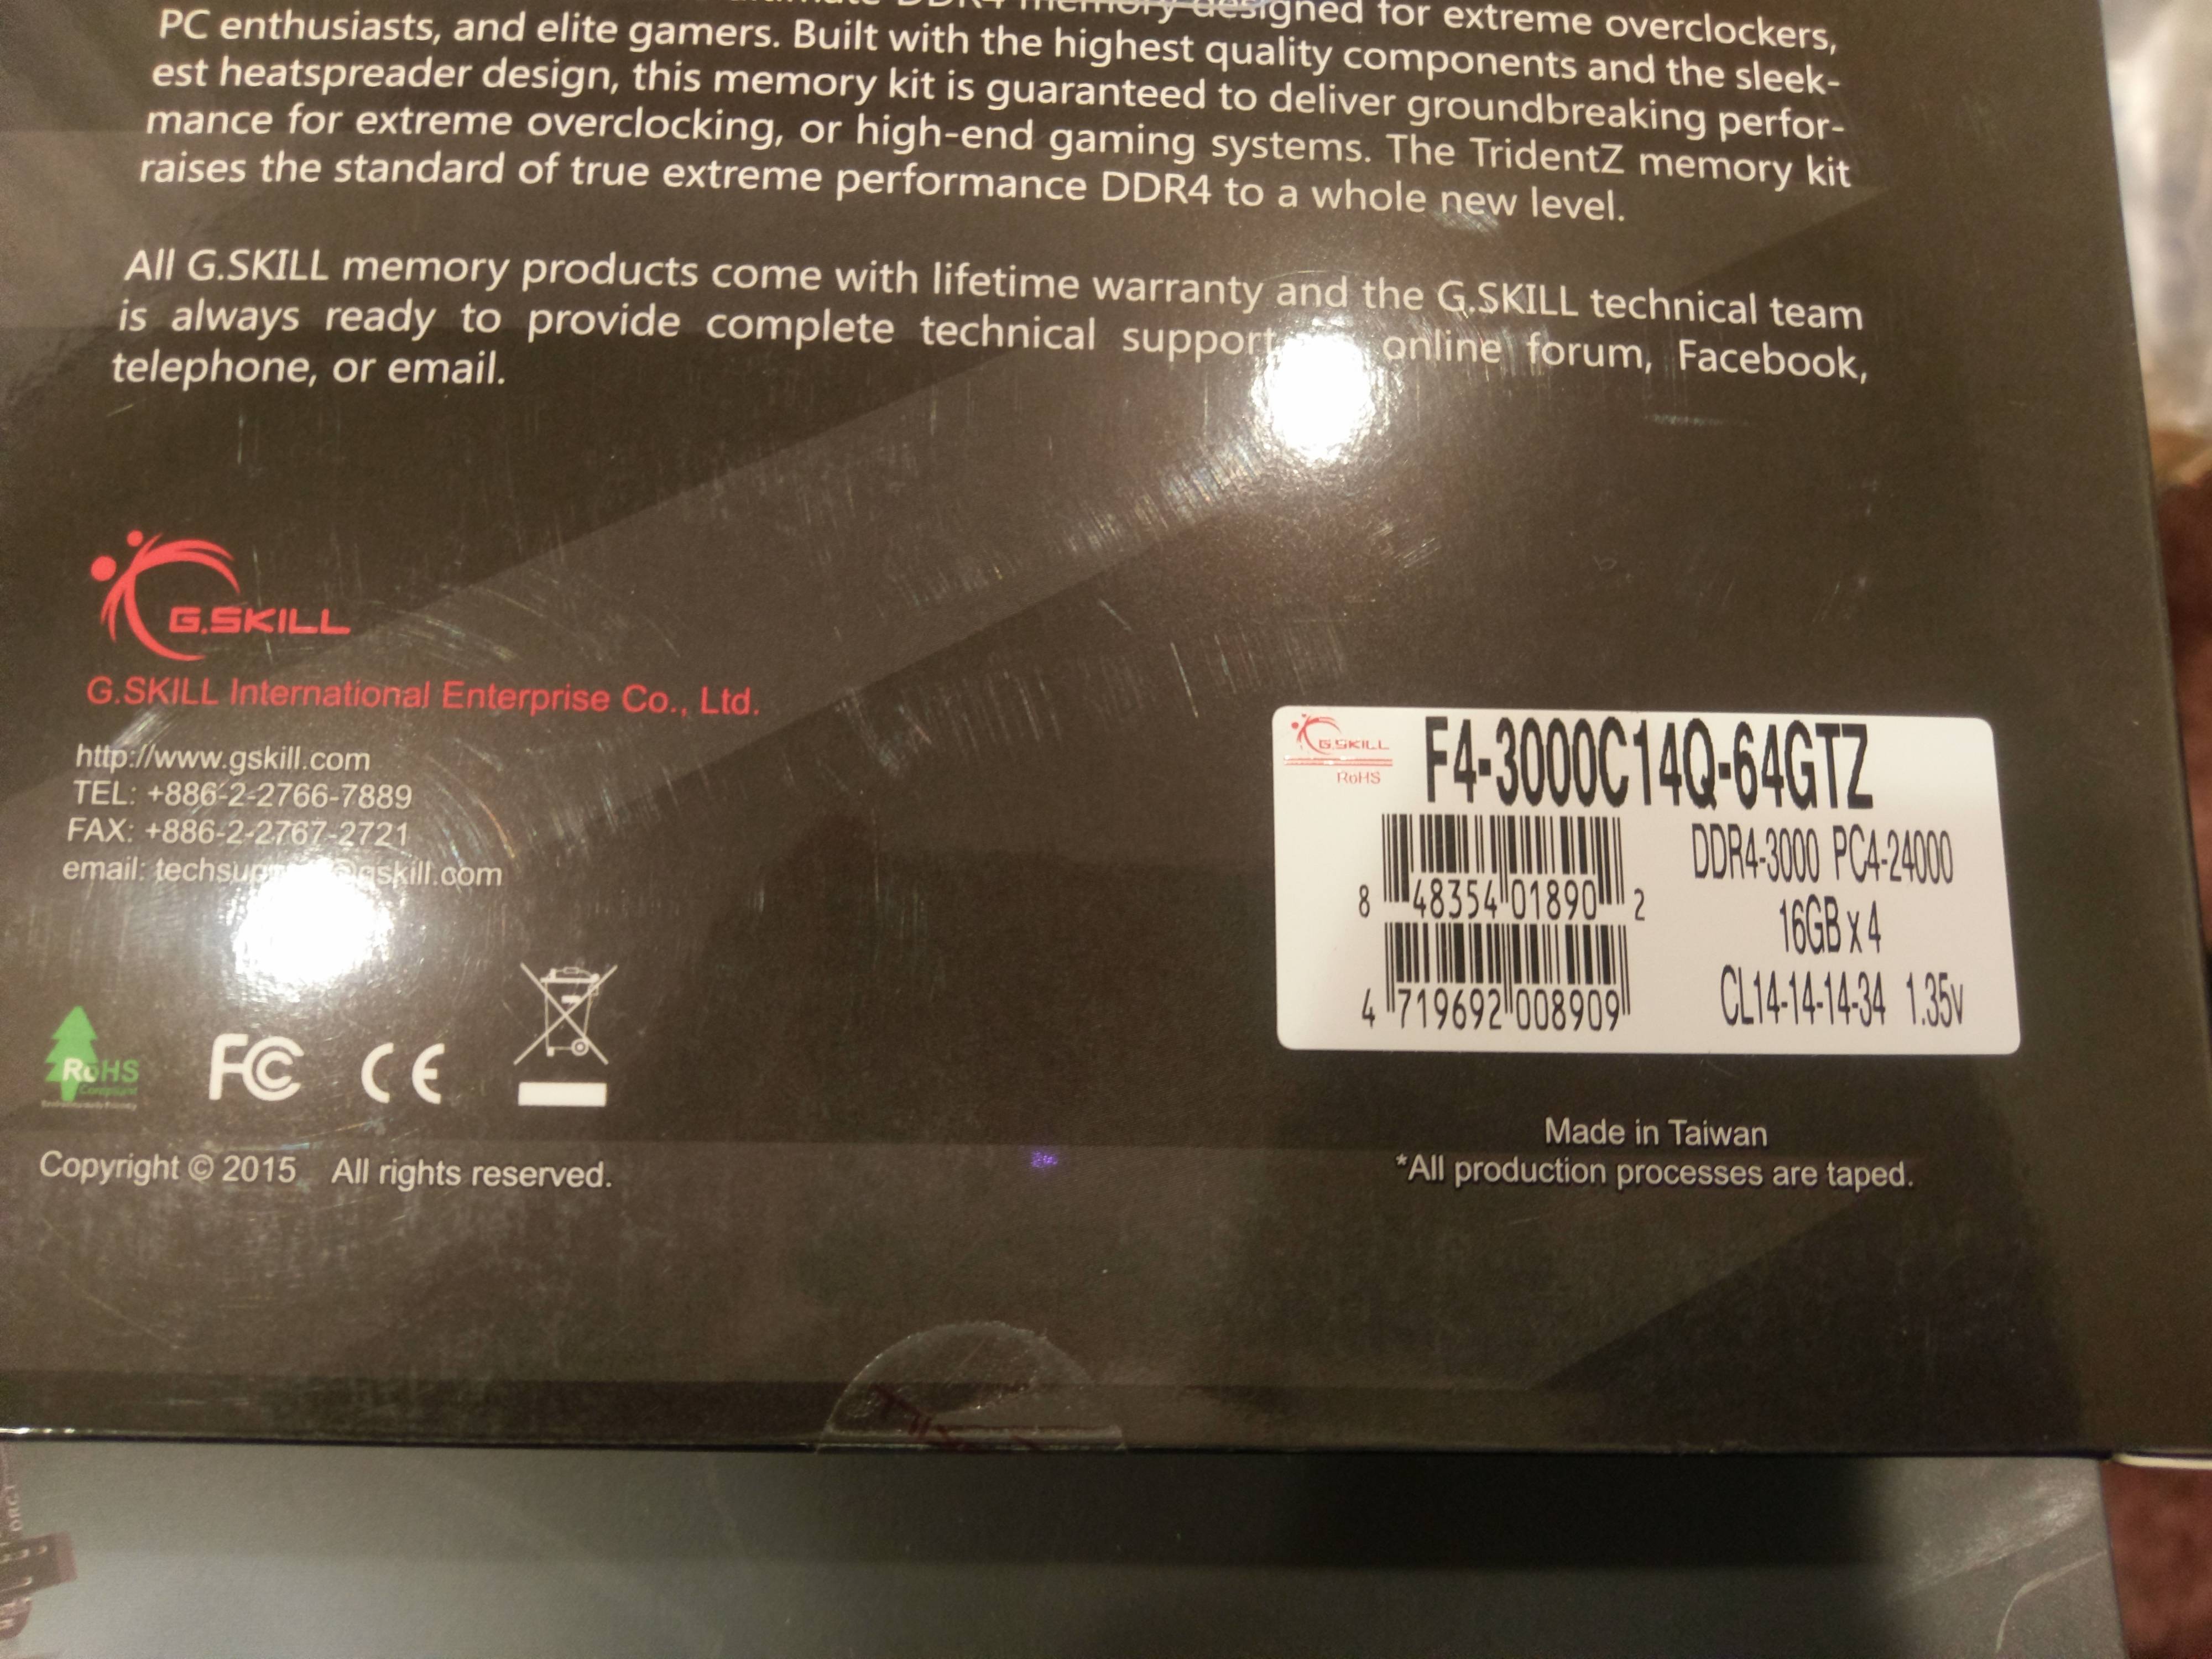 DDR4 memory designed for extreme overclockers,
PC enthusiasts, and elite gamers. Built with the highest quality components and the sleek-
est heatspreader design, this memory kit is guaranteed to deliver groundbreaking perfor-
mance for extreme overclocking, or high-end gaming systems. The TridentZ memory kit
raises the standard of true extreme performance DDR4 to a whole new level.
All G.SKILL memory products come with lifetime warranty and the G.SKILL technical team
is always ready to provide complete technical support online forum, Facebook,
telephone, or email.
G.SKILL
G.SKILL International Enterprise Co., Ltd.
http://www.gskill.com
TEL: +886-2-2766-7889
FAX: +886-2-2767-2721
email:
RoHS
FC CE
Copyright © 2015 All rights reserved.
G.SKILL
RoHS
F4-3000C14Q-64GTZ
8 48354 01890 2
4 719692 008909
DDR4-3000 PC4-24000
16GB x 4
CL14-14-14-34 1.35v
Made in Taiwan
*All production processes are taped.